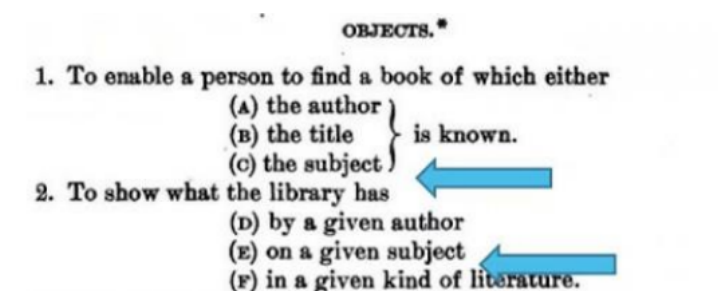 OBJECTS.*
1. To enable a person to find a book of which either
(A) the author
(B) the title is known.
(C) the subject
2. To show what the library has
(D) by a given author
(E) on a given subject
(F) in a given kind of literature.